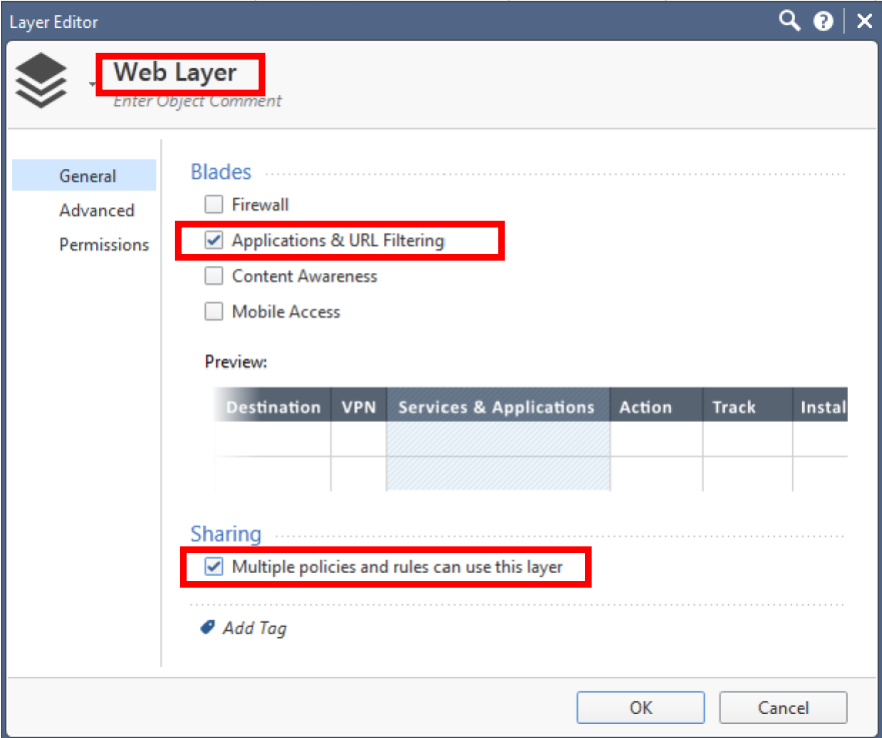 Layer Editor
Web Layer
Enter Object Comment
General
Advanced
Permissions
Blades
Firewall
Applications & URL Filtering
Content Awareness
Mobile Access
Preview:
Destination VPN Services & Applications Action Track Instal
Sharing
Multiple policies and rules can use this layer
Add Tag
OK Cancel